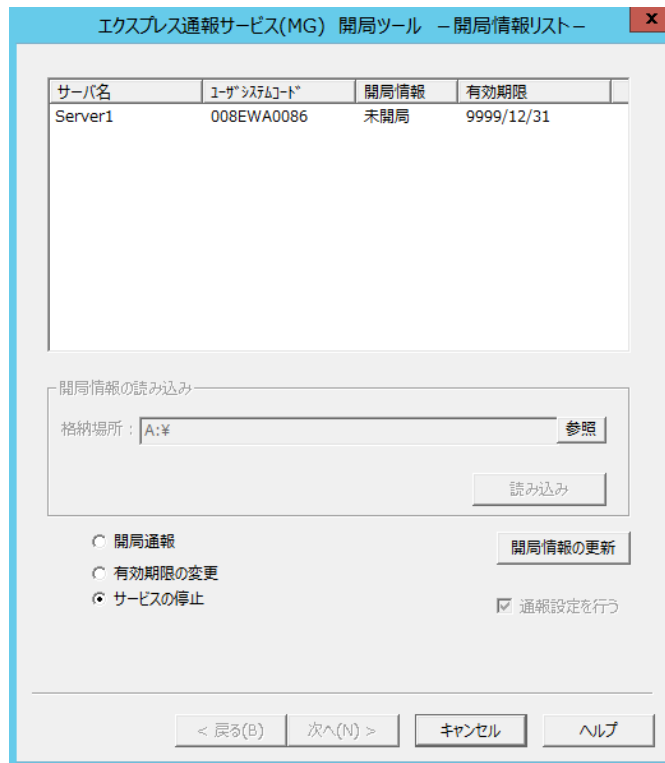 エクスプレス通報サービス(MG) 開局ツール －開局情報リスト－
x
サーバ名 ﾕｰｻﾞｼｽﾃﾑｺｰﾄﾞ 開局情報 有効期限
Server1 008EWA0086 未開局 9999/12/31
開局情報の読み込み
格納場所： A:¥ 参照
読み込み
開局通報
開局情報の更新
有効期限の変更
サービスの停止
通報設定を行う
< 戻る(B) 次へ(N) > キャンセル ヘルプ